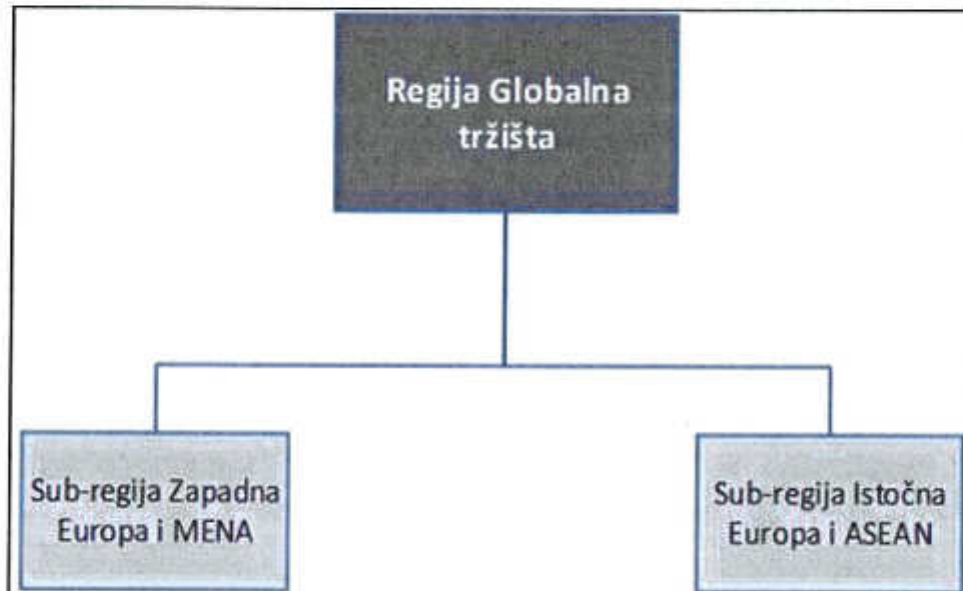 Regija Globalna
tržišta
Sub-regija Zapadna
Europa i MENA
Sub-regija Istočna
Europa i ASEAN